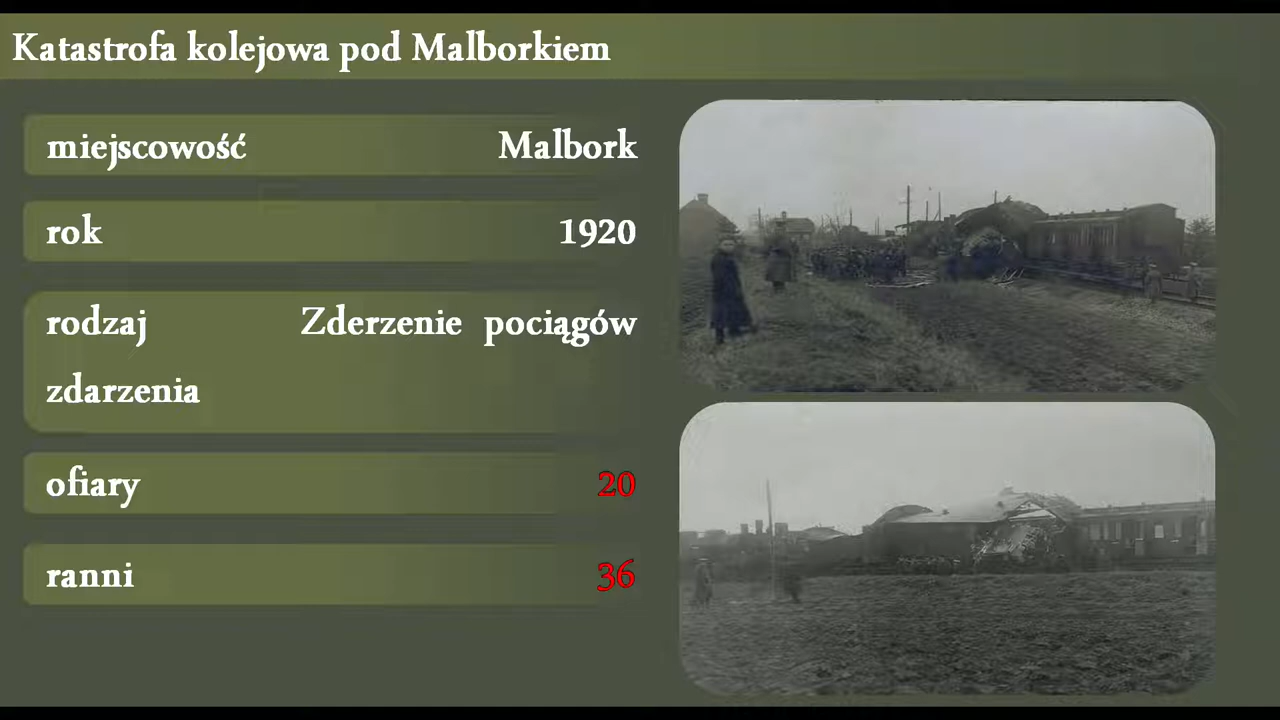 Katastrofa kolejowa pod Malborkiem
miejscowość Malbork
rok 1920
rodzaj Zderzenie pociągów
zdarzenia
ofiary 20
ranni 36